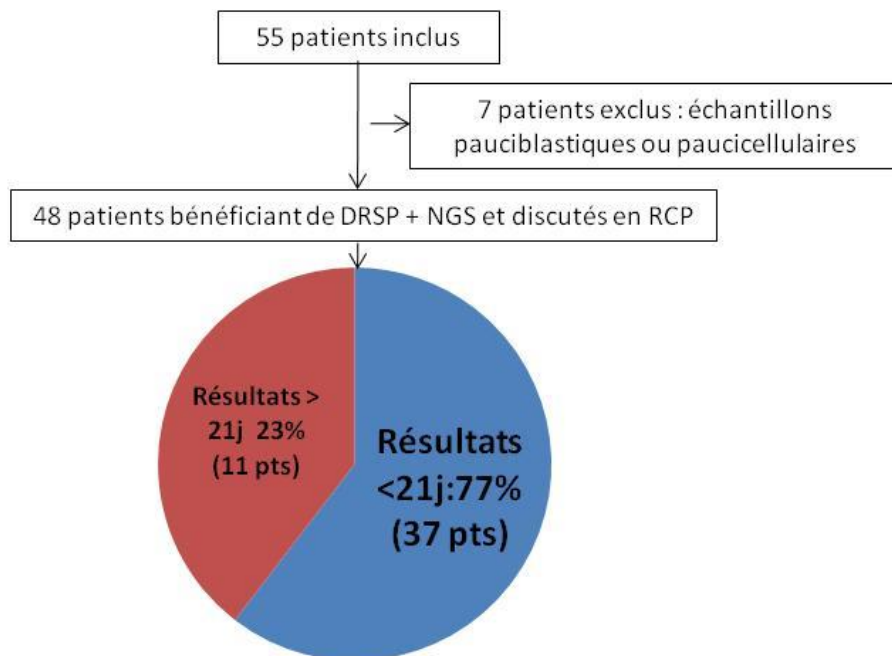 55 patients inclus
7 patients exclus : échantillons
pauciblastiques ou paucicellulaires
48 patients bénéficiant de DRSP + NGS et discutés en RCP
Résultats >
21j 23%
(11 pts)
Résultats
<21j:77%
(37 pts)